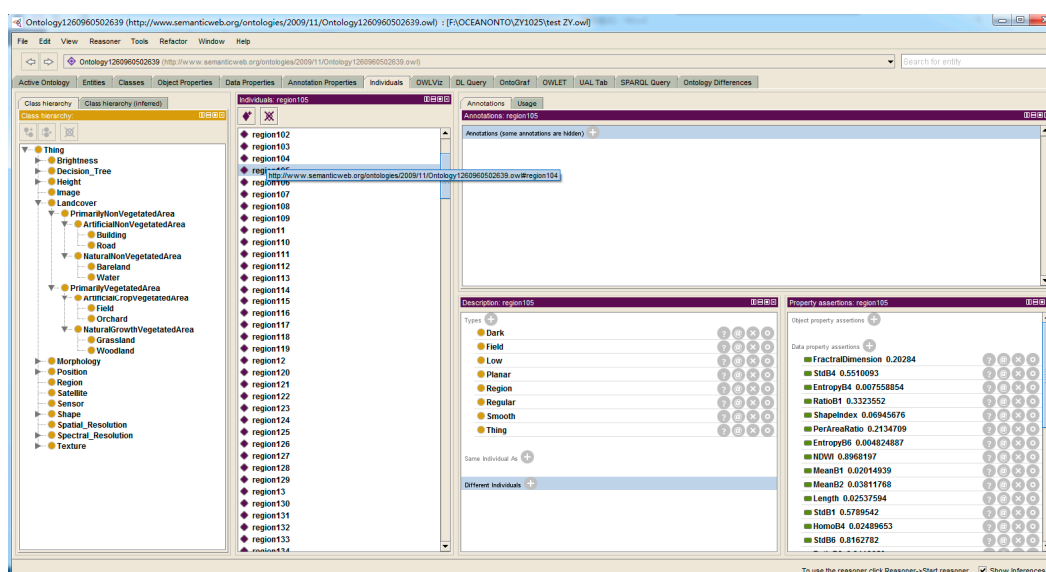 Ontology1260960502639 (http://www.semanticweb.org/ontologies/2009/11/Ontology1260960502639.owl) : [F:\OCEANONTO\ZY1025\test ZY.owl]
File Edit View Reasoner Tools Refactor Window Help
Ontology1260960502639 (http://www.semanticweb.org/ontologies/2009/11/Ontology1260960502639.owl)
Search for entity
Active Ontology Entities Classes Object Properties Data Properties Annotation Properties Individuals OWLViz DL Query OntoGraf OWLET UAL Tab SPARQL Query Ontology Differences
Class hierarchy Class hierarchy (inferred)
Class hierarchy:
Thing
Brightness
Decision_Tree
Height
Image
Landcover
PrimarilyNonVegetatedArea
ArtificialNonVegetatedArea
Building
Road
NaturalNonVegetatedArea
Bareland
Water
PrimarilyVegetatedArea
ArtificialCropVegetatedArea
Field
Orchard
NaturalGrowthVegetatedArea
Grassland
Woodland
Morphology
Position
Region
Satellite
Sensor
Shape
Spatial_Resolution
Spectral_Resolution
Texture
Individuals: region105
region102
region103
region104
region105
http://www.semanticweb.org/ontologies/2009/11/Ontology1260960502639.owl#region104
region106
region107
region108
region109
region11
region110
region111
region112
region113
region114
region115
region116
region117
region118
region119
region12
region120
region121
region122
region123
region124
region125
region126
region127
region128
region129
region13
region130
region131
region132
region133
region134
Annotations Usage
Annotations: region105
Annotations (some annotations are hidden)
Description: region105
Types
Dark
Field
Low
Planar
Region
Regular
Smooth
Thing
Same Individual As
Different Individuals
Property assertions: region105
Object property assertions
Data property assertions
FractralDimension 0.20284
StdB4 0.5510093
EntropyB4 0.007558854
RatioB1 0.3323552
ShapeIndex 0.06945676
PerAreaRatio 0.2134709
EntropyB6 0.004824887
NDWI 0.8968197
MeanB1 0.02014939
MeanB2 0.03811768
Length 0.02537594
StdB1 0.5789542
HomoB4 0.02489653
StdB6 0.8162782
To use the reasoner click Reasoner->Start reasoner
Show Inferences